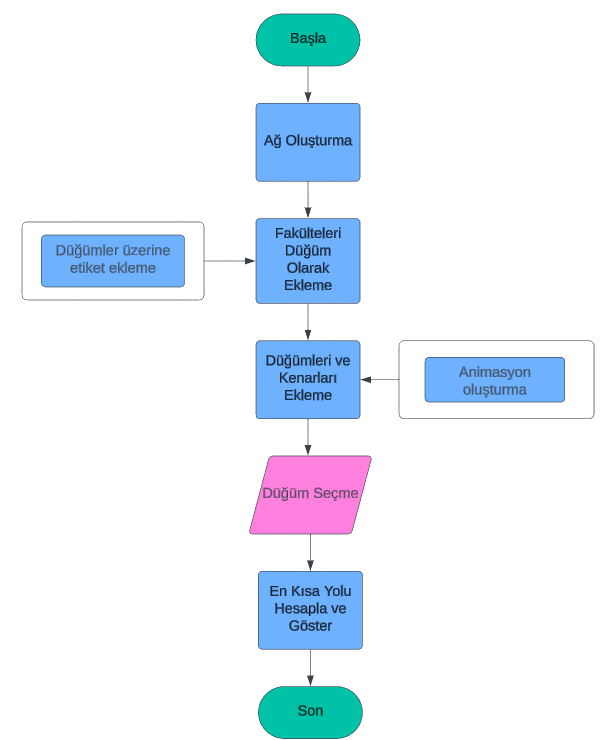 Başla
Ağ Oluşturma
Fakülteleri
Düğüm
Olarak
Ekleme
Düğümler üzerine
etiket ekleme
Düğümleri ve
Kenarları
Ekleme
Animasyon
oluşturma
Düğüm Seçme
En Kısa Yolu
Hesapla ve
Göster
Son